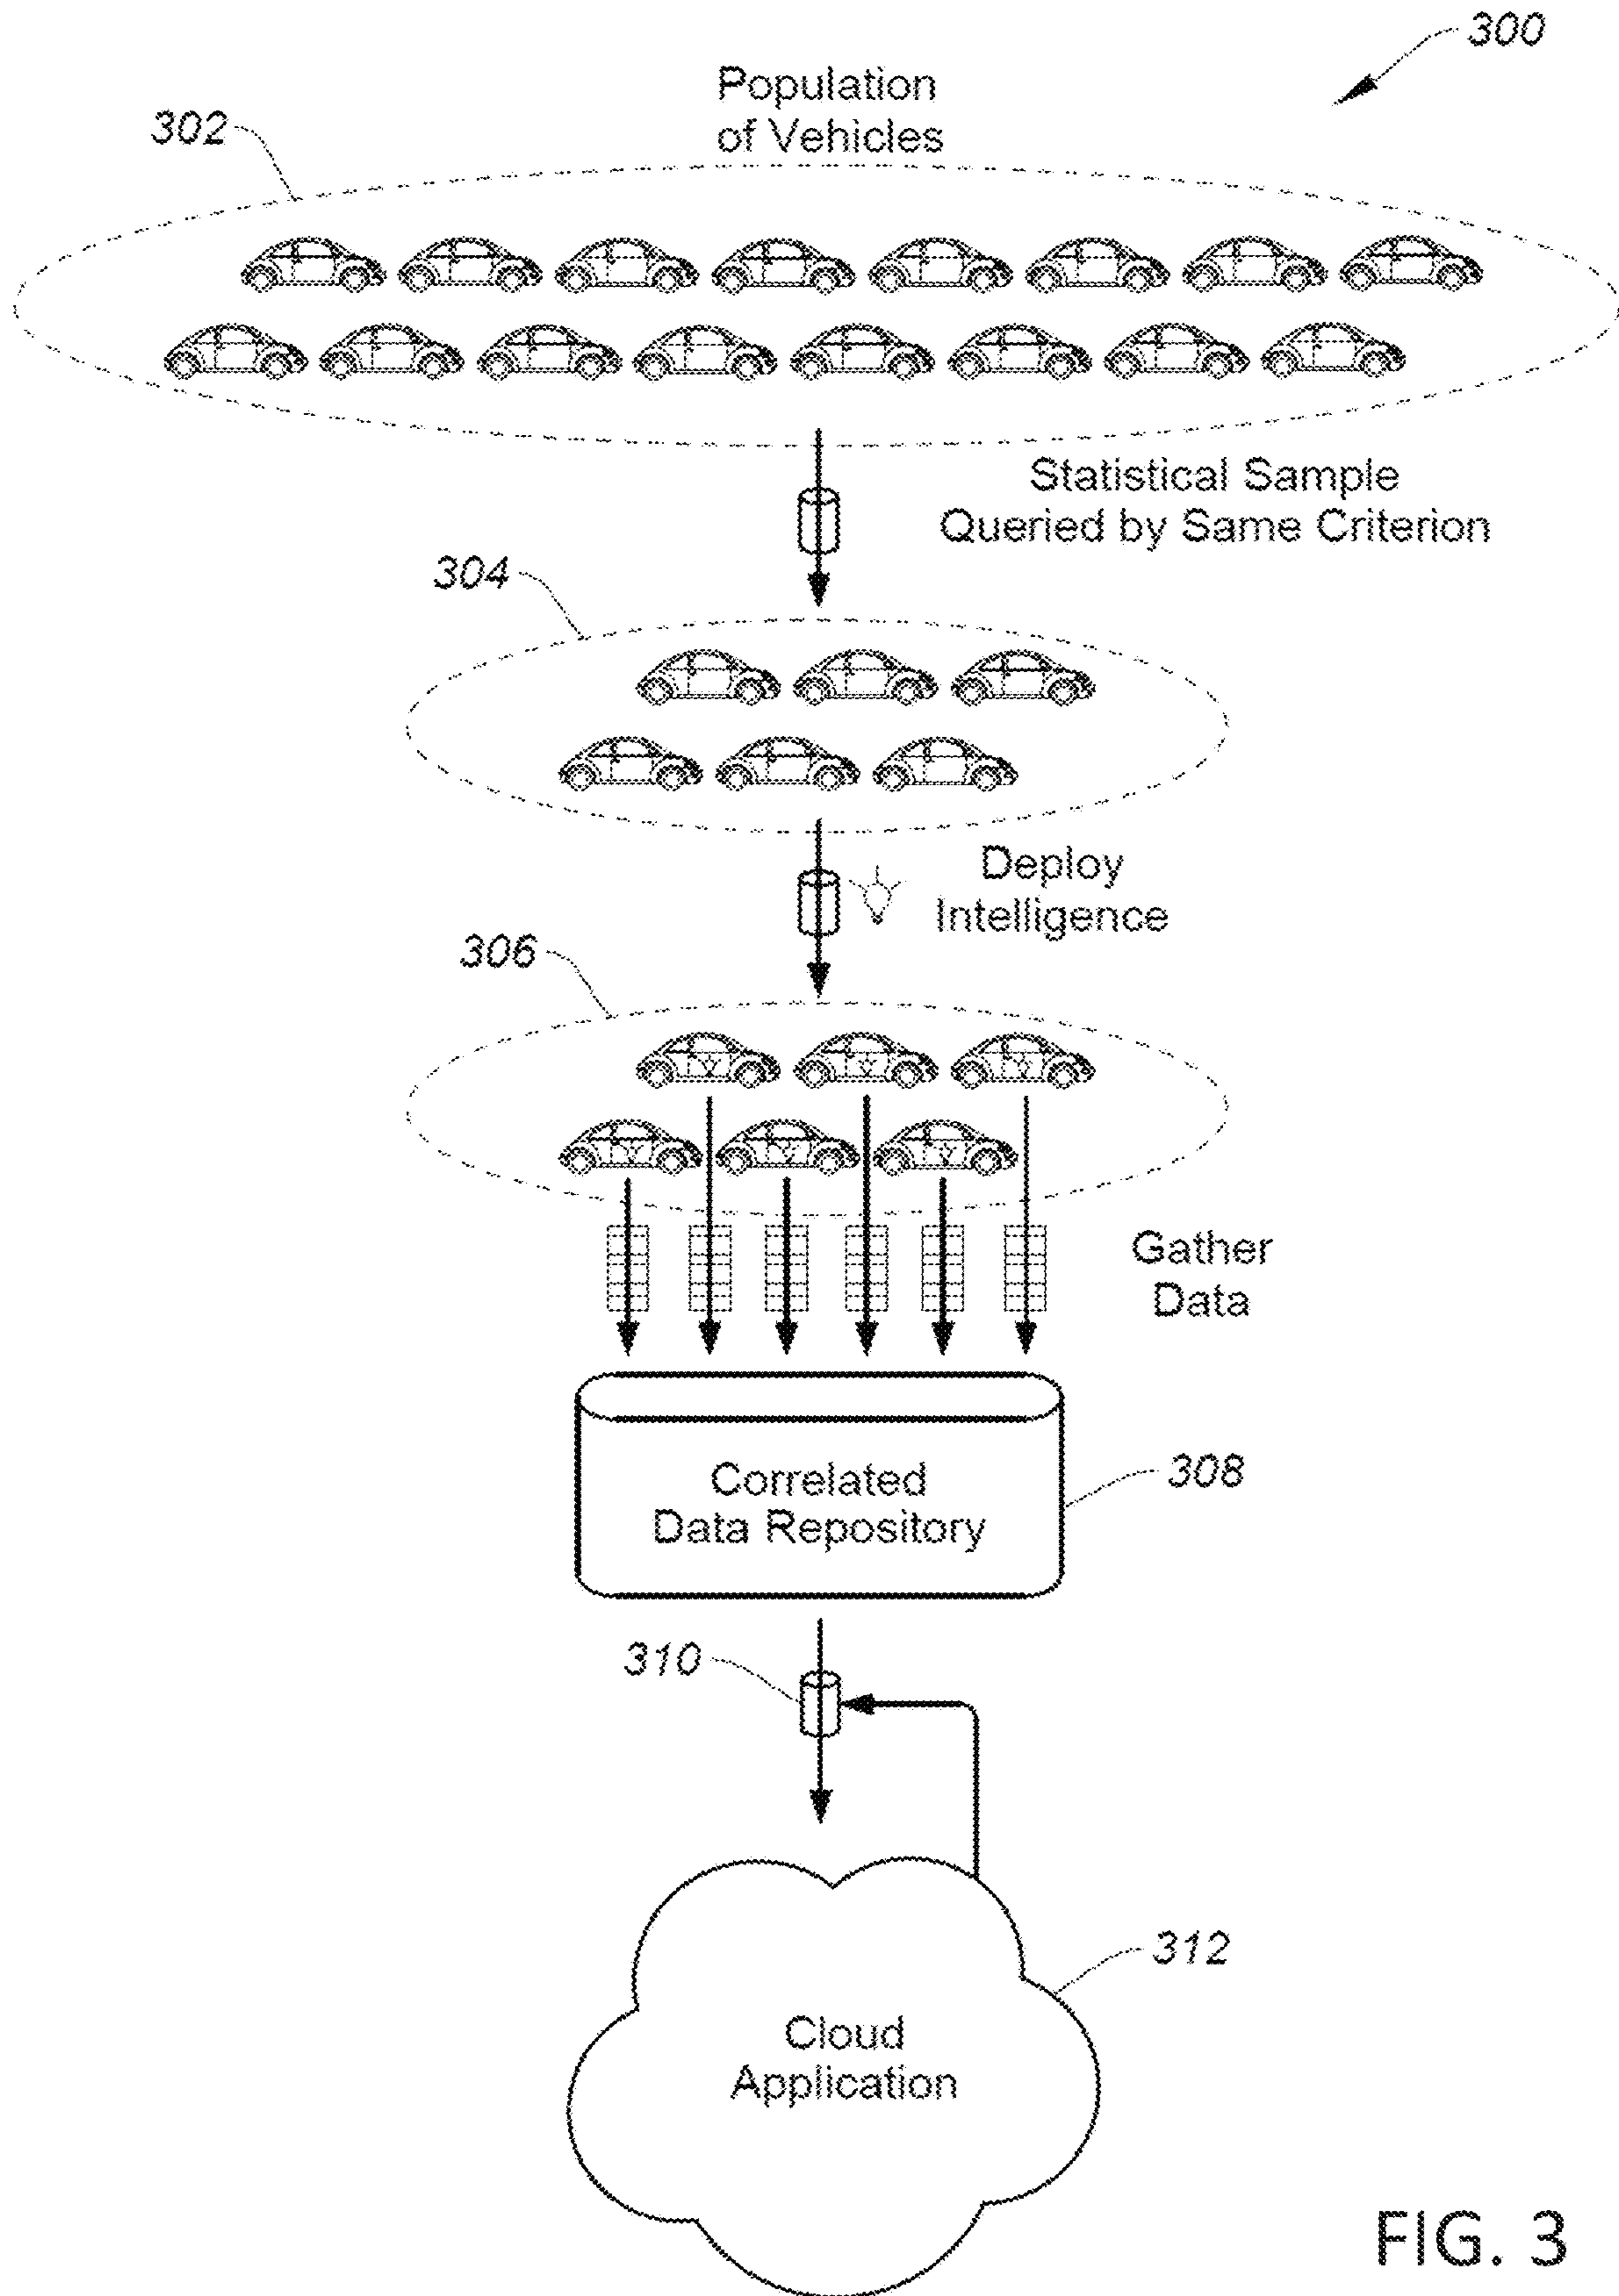 300
Population
of Vehicles
302
Statistical Sample
Queried by Same Criterion
304
Deploy
Intelligence
306
Gather
Data
Correlated
Data Repository
308
310
312
Cloud
Application
FIG. 3